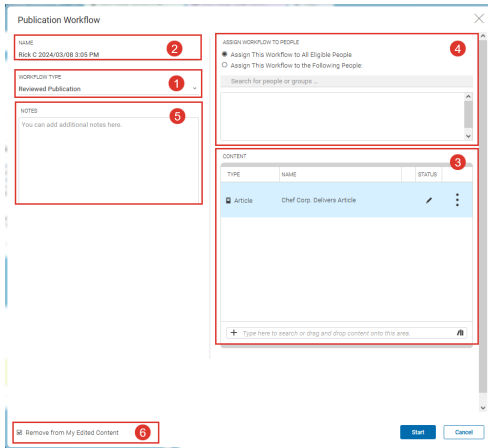 Publication Workflow
NAME
Rick C 2024/03/08 3:05 PM
2
WORKFLOW TYPE
Reviewed Publication
1
NOTES
You can add additional notes here.
5
ASSIGN WORKFLOW TO PEOPLE
Assign This Workflow to All Eligible People
Assign This Workflow to the Following People:
Search for people or groups ...
4
CONTENT
3
TYPE NAME STATUS
Article Chef Corp. Delivers Article
Type here to search or drag and drop content onto this area.
Remove from My Edited Content
6
Start Cancel